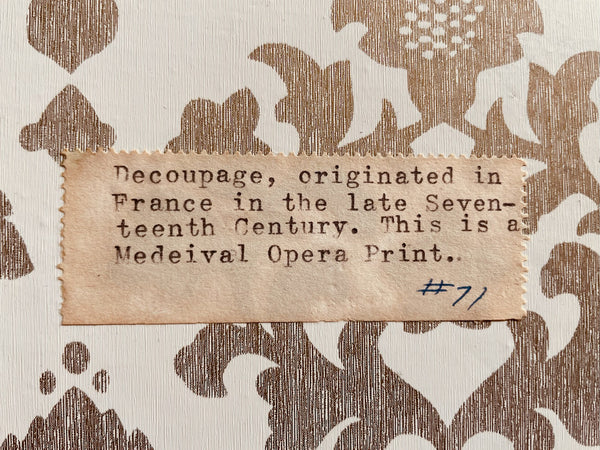 Decoupage, originated in
France in the late Seven-
teenth Century. This is a
Medeival Opera Print..
#71